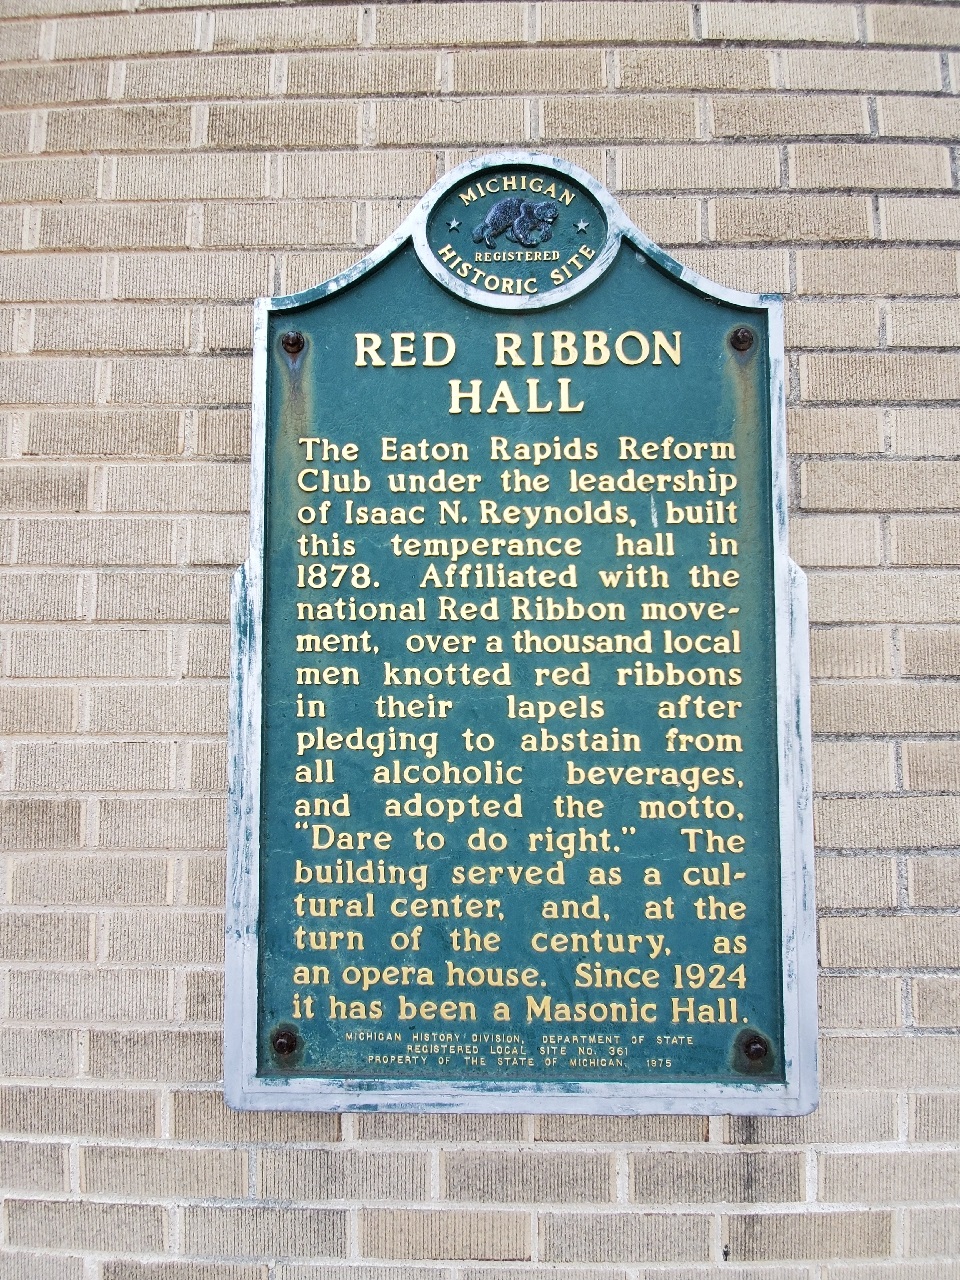 MICHIGAN
REGISTERED
HISTORIC SITE
RED RIBBON
HALL
The Eaton Rapids Reform
Club under the leadership
of Isaac N. Reynolds, built
this temperance hall in
1878. Affiliated with the
national Red Ribbon move-
ment, over a thousand local
men knotted red ribbons
in their lapels after
pledging to abstain from
all alcoholic beverages,
and adopted the motto,
"Dare to do right." The
building served as a cul-
tural center, and, at the
turn of the century, as
an opera house. Since 1924
it has been a Masonic Hall.
MICHIGAN HISTORY DIVISION, DEPARTMENT OF STATE
REGISTERED LOCAL SITE NO. 361
PROPERTY OF THE STATE OF MICHIGAN, 1975